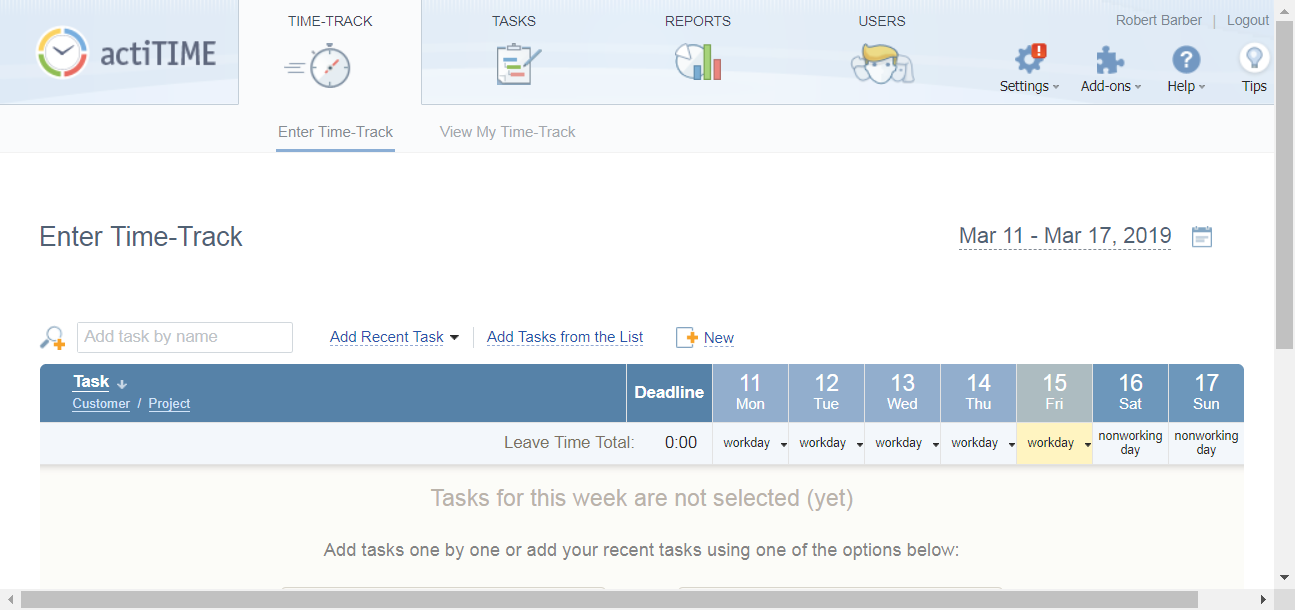 TIME-TRACK TASKS REPORTS USERS Robert Barber | Logout
actiTIME
Settings Add-ons Help Tips
Enter Time-Track View My Time-Track
Enter Time-Track Mar 11 - Mar 17, 2019
Add task by name Add Recent Task Add Tasks from the List New
Task Deadline 11 12 13 14 15 16 17
Customer / Project Mon Tue Wed Thu Fri Sat Sun
Leave Time Total: 0:00 workday workday workday workday workday nonworking nonworking
day day
Tasks for this week are not selected (yet)
Add tasks one by one or add your recent tasks using one of the options below: